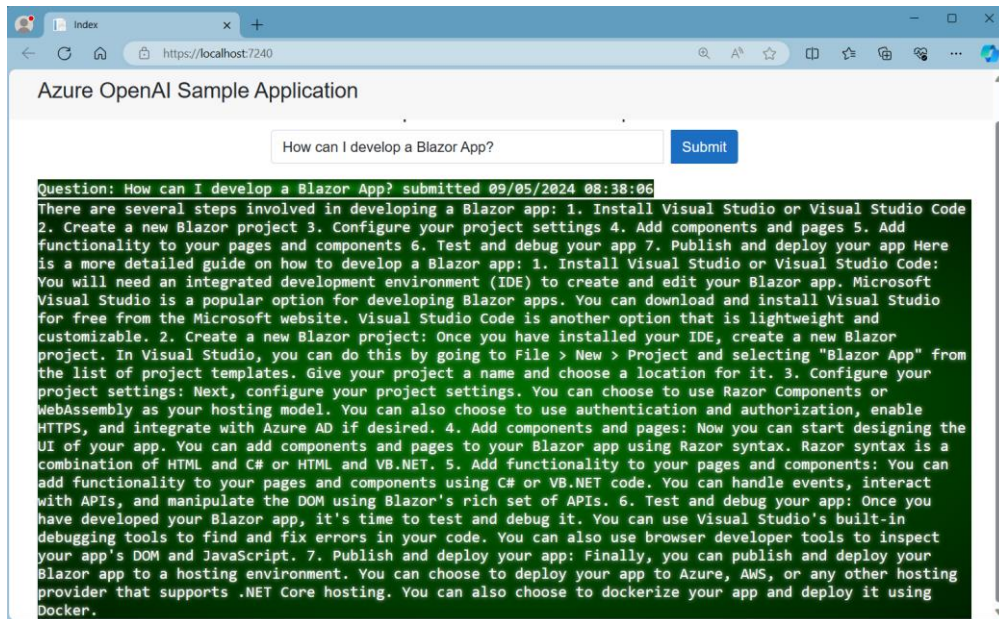 Index
https://localhost:7240
Azure OpenAI Sample Application
How can I develop a Blazor App?
Submit
Question: How can I develop a Blazor App? submitted 09/05/2024 08:38:06
There are several steps involved in developing a Blazor app: 1. Install Visual Studio or Visual Studio Code
2. Create a new Blazor project 3. Configure your project settings 4. Add components and pages 5. Add
functionality to your pages and components 6. Test and debug your app 7. Publish and deploy your app Here
is a more detailed guide on how to develop a Blazor app: 1. Install Visual Studio or Visual Studio Code:
You will need an integrated development environment (IDE) to create and edit your Blazor app. Microsoft
Visual Studio is a popular option for developing Blazor apps. You can download and install Visual Studio
for free from the Microsoft website. Visual Studio Code is another option that is lightweight and
customizable. 2. Create a new Blazor project: Once you have installed your IDE, create a new Blazor
project. In Visual Studio, you can do this by going to File > New > Project and selecting "Blazor App" from
the list of project templates. Give your project a name and choose a location for it. 3. Configure your
project settings: Next, configure your project settings. You can choose to use Razor Components or
WebAssembly as your hosting model. You can also choose to use authentication and authorization, enable
HTTPS, and integrate with Azure AD if desired. 4. Add components and pages: Now you can start designing the
UI of your app. You can add components and pages to your Blazor app using Razor syntax. Razor syntax is a
combination of HTML and C# or HTML and VB.NET. 5. Add functionality to your pages and components: You can
add functionality to your pages and components using C# or VB.NET code. You can handle events, interact
with APIs, and manipulate the DOM using Blazor's rich set of APIs. 6. Test and debug your app: Once you
have developed your Blazor app, it's time to test and debug it. You can use Visual Studio's built-in
debugging tools to find and fix errors in your code. You can also use browser developer tools to inspect
your app's DOM and JavaScript. 7. Publish and deploy your app: Finally, you can publish and deploy your
Blazor app to a hosting environment. You can choose to deploy your app to Azure, AWS, or any other hosting
provider that supports .NET Core hosting. You can also choose to dockerize your app and deploy it using
Docker.